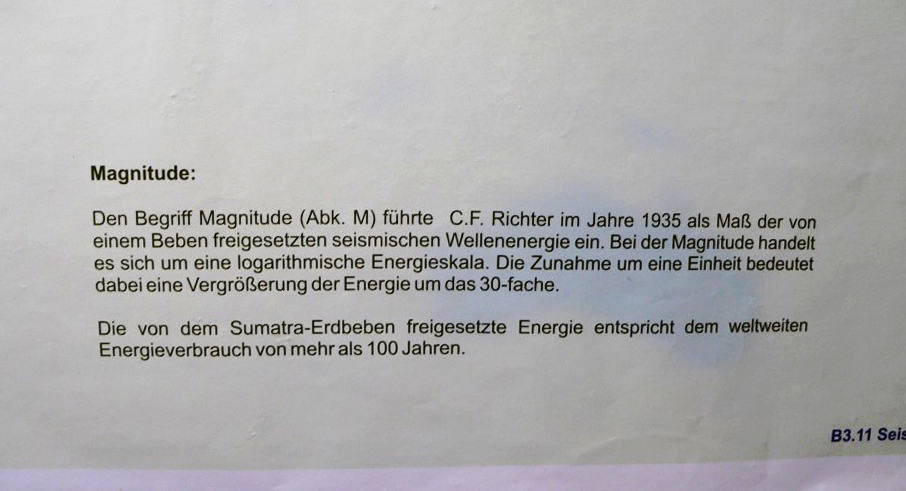 Magnitude:
Den Begriff Magnitude (Abk. M) führte C.F. Richter im Jahre 1935 als Maß der von
einem Beben freigesetzten seismischen Wellenenergie ein. Bei der Magnitude handelt
es sich um eine logarithmische Energieskala. Die Zunahme um eine Einheit bedeutet
dabei eine Vergrößerung der Energie um das 30-fache.
Die von dem Sumatra-Erdbeben freigesetzte Energie entspricht dem weltweiten
Energieverbrauch von mehr als 100 Jahren.
B3.11 Seis